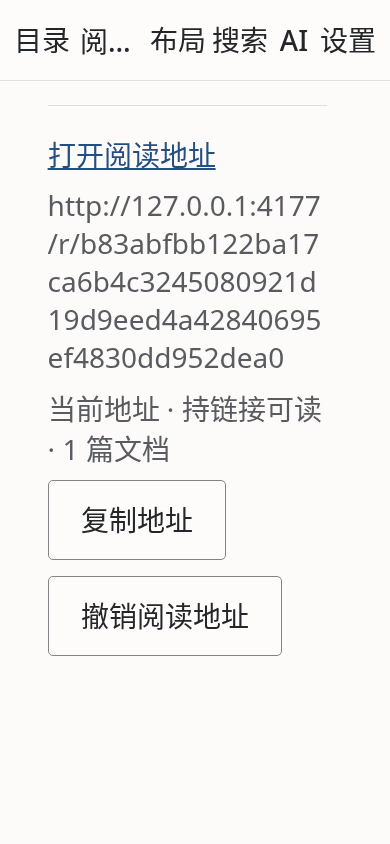 目录 阅... 布局 搜索 AI 设置
打开阅读地址
http://127.0.0.1:4177
/r/b83abfbb122ba17
ca6b4c3245080921d
19d9eed4a42840695
ef4830dd952dea0
当前地址 · 持链接可读
· 1 篇文档
复制地址
撤销阅读地址